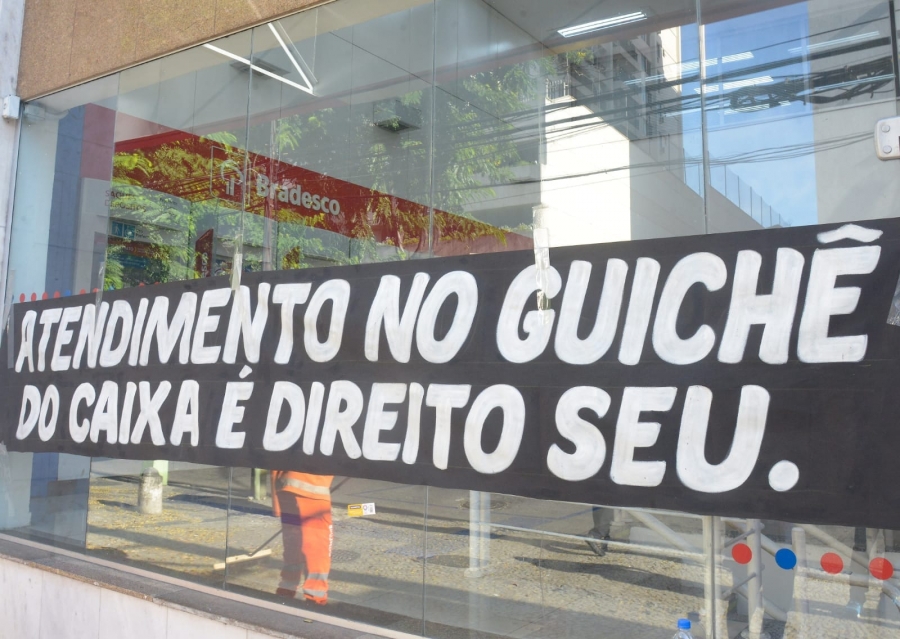 Bradesco
ATENDIMENTO NO GUICHÊ
DO CAIXA É DIREITO SEU.